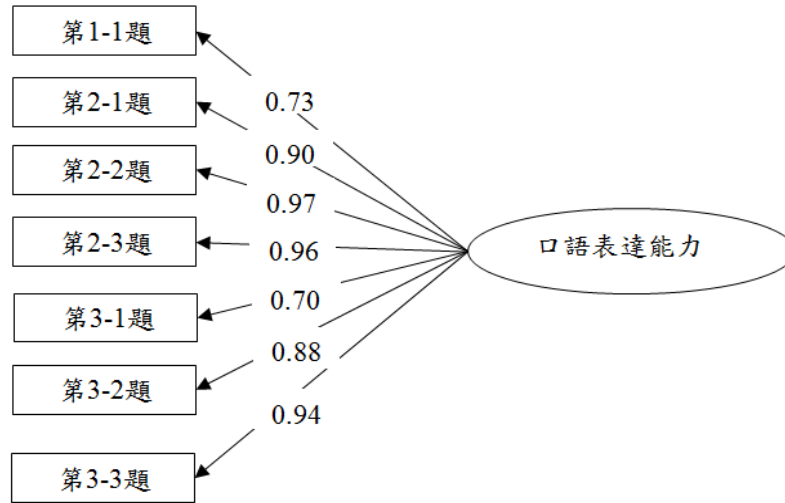 第1-1題
0.73
第2-1題
0.90
第2-2題
0.97
第2-3題
0.96
口語表達能力
第3-1題
0.70
第3-2題
0.88
第3-3題
0.94